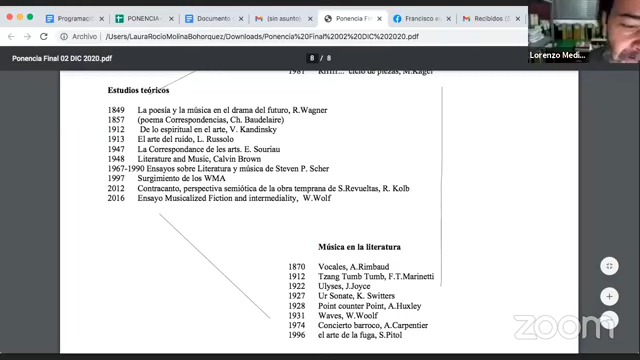 Programació
PONENCIA
Documento
(sin asunto)
Ponencia Fin
Francisco e
Recibidos
Archivo /Users/LauraRocioMolinaBohorquez/Downloads/Ponencia%20Final%2002%20DIC%202020.pdf
Lorenzo Medi...
Ponencia Final 02 DIC 2020.pdf
8 / 8
1981 ciclo de piezas, M.Kagel
Estudios teóricos
1849 La poesía y la música en el drama del futuro, R.Wagner
1857 (poema Correspondencias, Ch. Baudelaire)
1912 De lo espiritual en el arte, V. Kandinsky
1913 El arte del ruido, L. Russolo
1947 La Correspondance de les arts. E. Souriau
1948 Literature and Music, Calvin Brown
1967-1990 Ensayos sobre Literatura y música de Steven P. Scher
1997 Surgimiento de los WMA
2012 Contracanto, perspectiva semiótica de la obra temprana de S.Revueltas, R. Kolb
2016 Ensayo Musicalized Fiction and intermediality, W.Wolf
Música en la literatura
1870 Vocales, A.Rimbaud
1912 Tzang Tumb Tumb, F.T.Marinetti
1922 Ulyses, J.Joyce
1927 Ur Sonate, K. Switters
1928 Point counter Point, A.Huxley
1931 Waves, W.Woolf
1974 Concierto barroco, A.Carpentier
1996 el arte de la fuga, S.Pitol
zoom